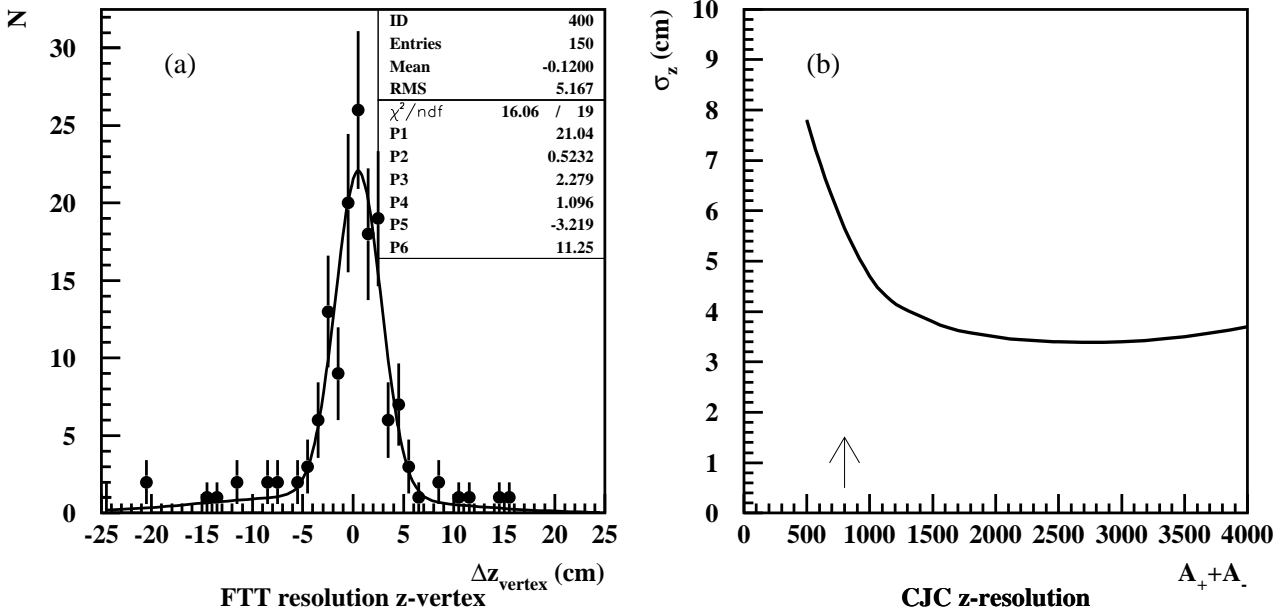 N
(a)
ID 400
Entries 150
Mean -0.1200
RMS 5.167
χ²/ndf 16.06 / 19
P1 21.04
P2 0.5232
P3 2.279
P4 1.096
P5 -3.219
P6 11.25
30
25
20
15
10
5
0
-25 -20 -15 -10 -5 0 5 10 15 20 25
Δz_vertex (cm)
FTT resolution z-vertex
σ_z (cm)
(b)
10
9
8
7
6
5
4
3
2
1
0
0 500 1000 1500 2000 2500 3000 3500 4000
A_++A_-
CJC z-resolution